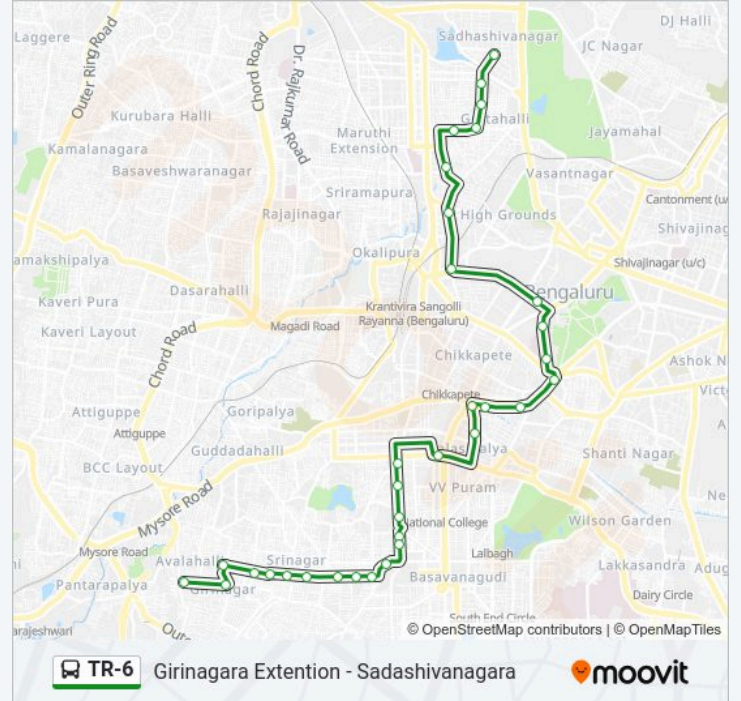 Laggere
Sadhashivanagar
DJ Halli
JC Nagar
Outer Ring Road
Chord Road
Dr. Rajkumar Road
Kurubara Halli
Maruthi
Extension
Jayamahal
Kamalanagara
Basaveshwaranagar
Vasantnagar
Sriramapura
Cantonment (u/
Rajajinagar
High Grounds
Shivajinag
Okalipura
amakshipalya
Shivajinagar (u/c)
Dasarahalli
Bengaluru
Kaveri Pura
Krantivira Sangolli
Rayanna (Bengaluru)
Kaveri Layout
Magadi Road
Chord Road
Chikkapete
Ashok N
Chikkapete
Vict
Attiguppe
Goripalya
Attiguppe
Guddadahalli
Shanti Nagar
BCC Layout
VV Puram
Ne
Mysore Road
National College
Wilson Garden
Mysore Road
Avalahalli
Srinagar
Lalbagh
Lakkasandra
Adug
Pantarapalya
Girinagar
Basavanagudi
Dairy Circle
South End Circle
arajeshwari
© OpenStreetMap contributors | © OpenMapTiles
TR-6 Girinagara Extention - Sadashivanagara moovit